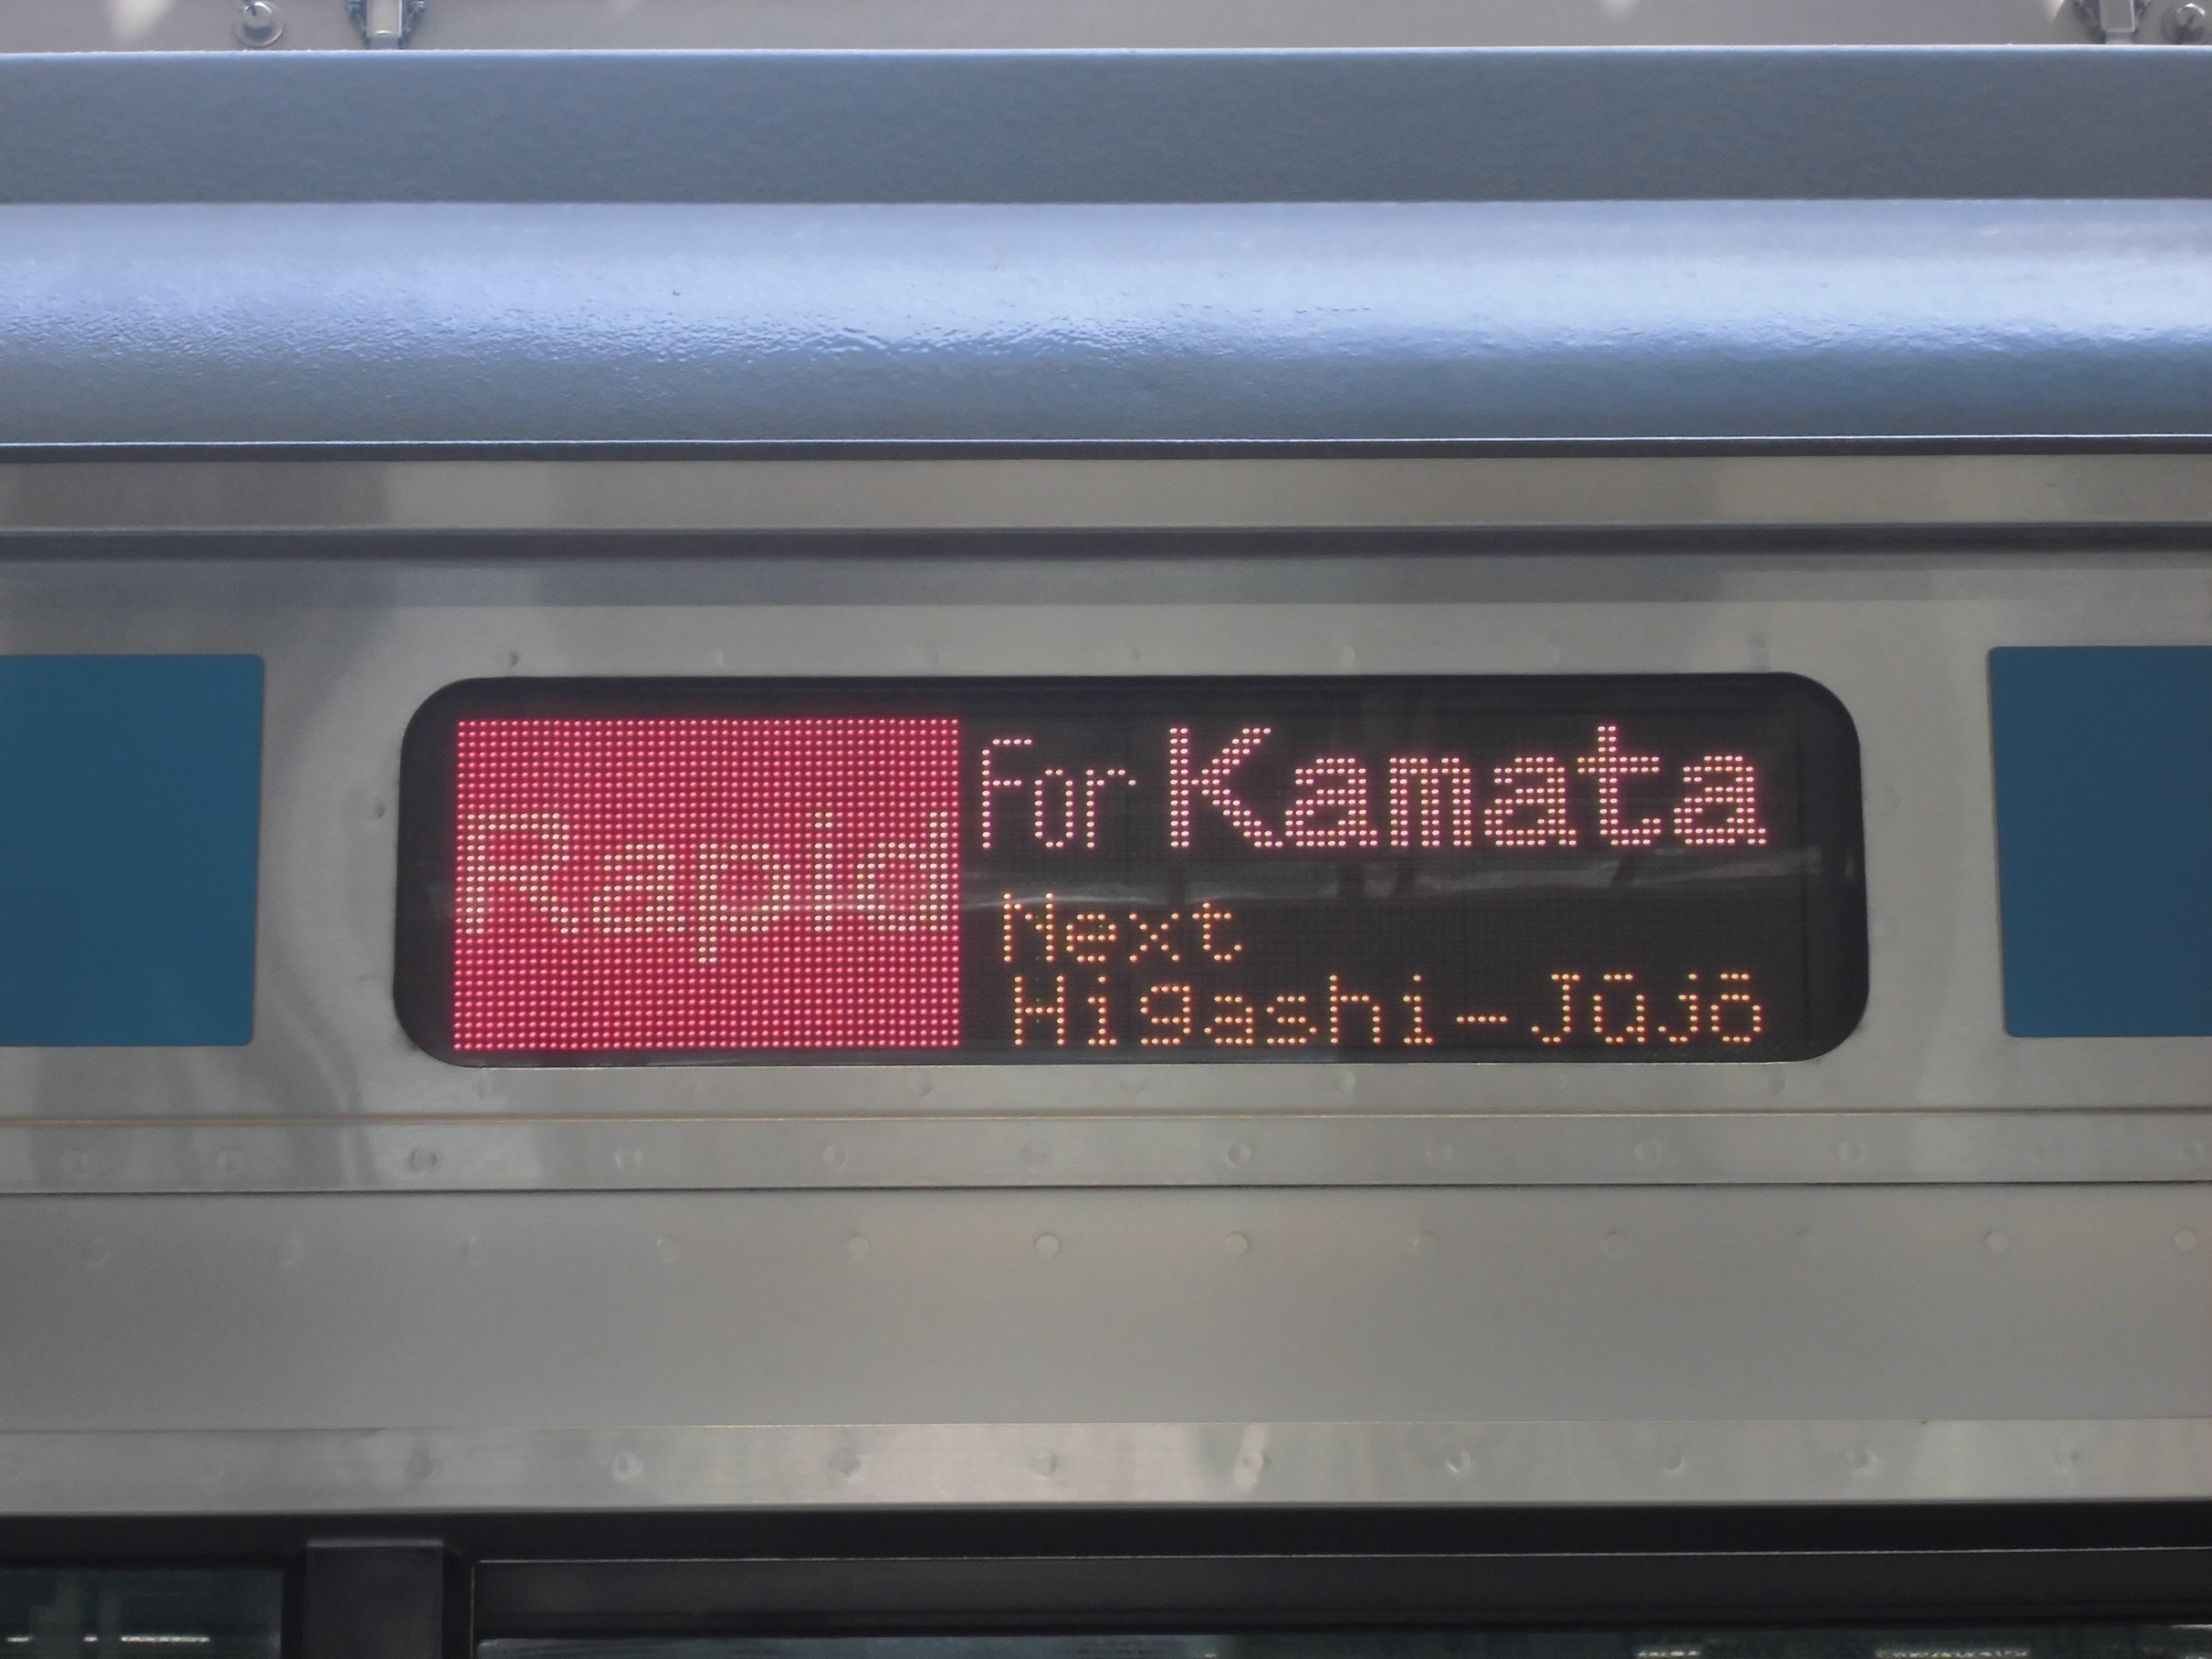 Rapid
For Kamata
Next
Higashi-Jūjō